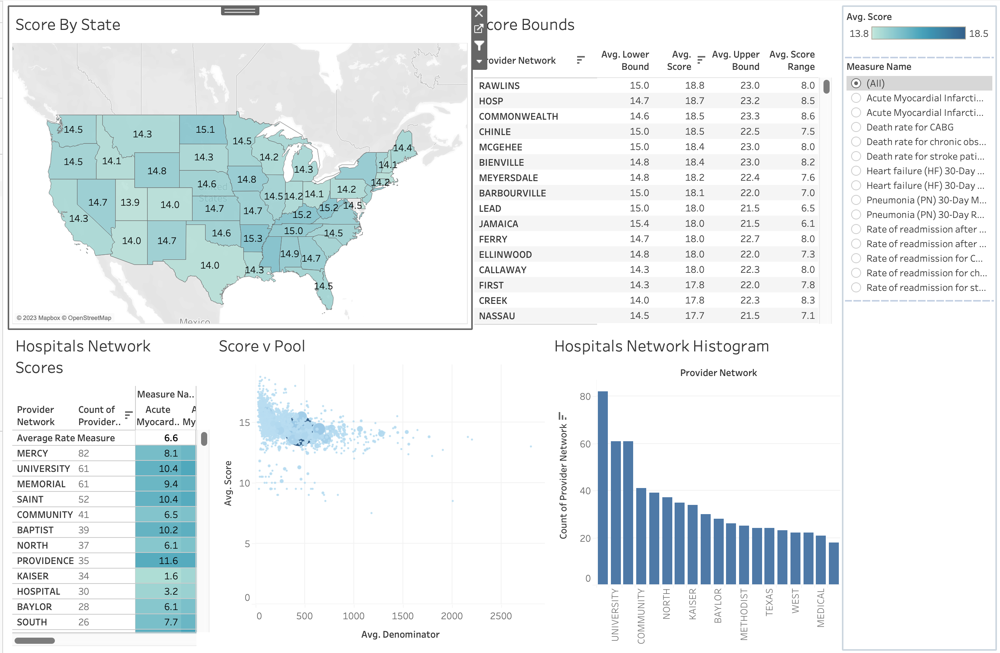 Score By State
14.5
14.3
15.1
14.5
14.4
14.5
14.1
14.3
14.2
14.1
14.8
14.3
14.8
14.6
14.2
14.2
United
States
14.7
13.9
14.0
14.7
14.7
14.5
14.2
14.1
15.2
14.5
14.3
15.2
14.0
14.7
14.6
15.3
15.0
14.5
14.0
14.3
14.9
14.7
14.5
Mexico
© 2023 Mapbox © OpenStreetMap
core Bounds
rovider Network Avg. Lower Bound Avg. Score Avg. Upper Bound Avg. Score Range
RAWLINS 15.0 18.8 23.0 8.0
HOSP 14.7 18.7 23.2 8.5
COMMONWEALTH 14.6 18.5 23.3 8.6
CHINLE 15.0 18.5 22.5 7.5
MCGEHEE 15.0 18.4 23.0 8.0
BIENVILLE 14.8 18.4 23.0 8.2
MEYERSDALE 14.8 18.2 22.4 7.6
BARBOURVILLE 15.0 18.1 22.0 7.0
LEAD 15.0 18.0 21.5 6.5
JAMAICA 15.4 18.0 21.5 6.1
FERRY 14.7 18.0 22.7 8.0
ELLINWOOD 14.8 18.0 22.0 7.3
CALLAWAY 14.3 18.0 22.3 8.0
FIRST 14.3 17.8 22.0 7.8
CREEK 14.0 17.8 22.3 8.3
NASSAU 14.5 17.7 21.5 7.1
Avg. Score
13.8 18.5
Measure Name
(All)
Acute Myocardial Infarcti...
Acute Myocardial Infarcti...
Death rate for CABG
Death rate for chronic obs...
Death rate for stroke pati...
Heart failure (HF) 30-Day ...
Heart failure (HF) 30-Day ...
Pneumonia (PN) 30-Day M...
Pneumonia (PN) 30-Day R...
Rate of readmission after ...
Rate of readmission after ...
Rate of readmission for C...
Rate of readmission for ch...
Rate of readmission for st...
Hospitals Network
Scores
Measure Na..
Provider Network Count of Provider.. Acute Myocard.. A My
Average Rate Measure 6.6
MERCY 82 8.1
UNIVERSITY 61 10.4
MEMORIAL 61 9.4
SAINT 52 10.4
COMMUNITY 41 6.5
BAPTIST 39 10.2
NORTH 37 6.1
PROVIDENCE 35 11.6
KAISER 34 1.6
HOSPITAL 30 3.2
BAYLOR 28 6.1
SOUTH 26 7.7
Score v Pool
Avg. Score
15
10
5
0
0 500 1000 1500 2000 2500
Avg. Denominator
Hospitals Network Histogram
Provider Network
Count of Provider Network
80
60
40
20
0
UNIVERSITY
COMMUNITY
NORTH
KAISER
BAYLOR
METHODIST
TEXAS
WEST
MEDICAL